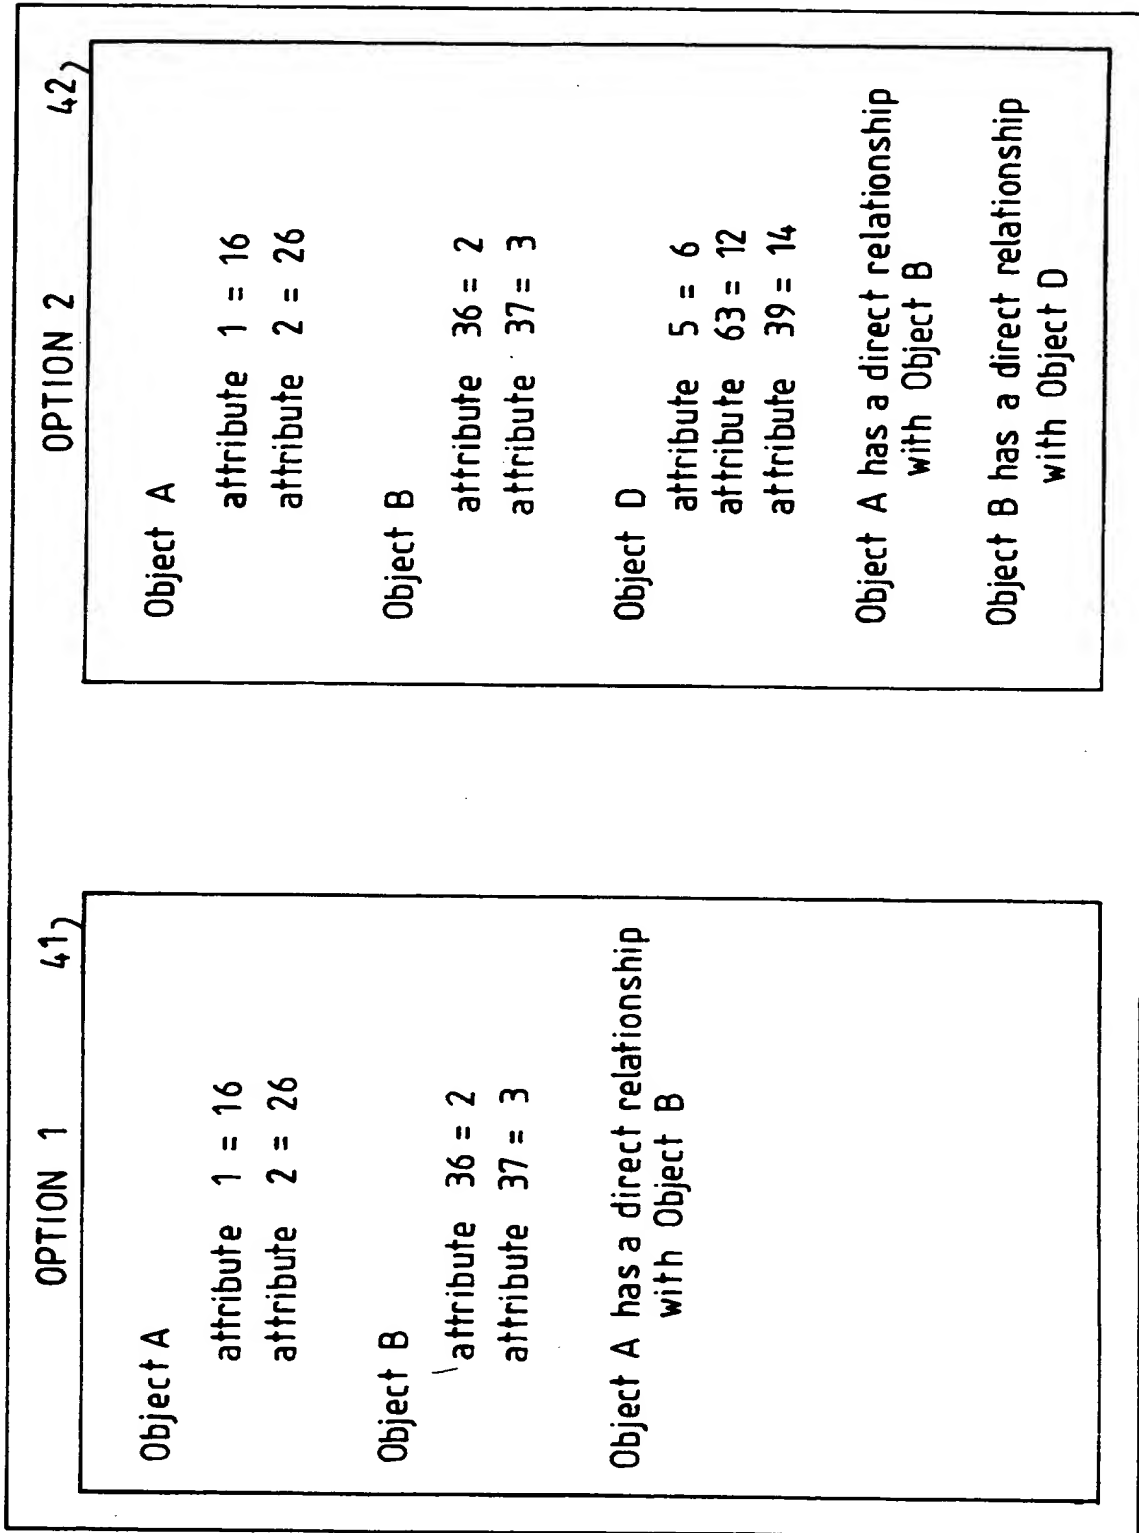 OPTION 1
41
Object A
attribute 1 = 16
attribute 2 = 26
Object B
attribute 36 = 2
attribute 37 = 3
Object A has a direct relationship
with Object B
OPTION 2
42
Object A
attribute 1 = 16
attribute 2 = 26
Object B
attribute 36 = 2
attribute 37 = 3
Object D
attribute 5 = 6
attribute 63 = 12
attribute 39 = 14
Object A has a direct relationship
with Object B
Object B has a direct relationship
with Object D